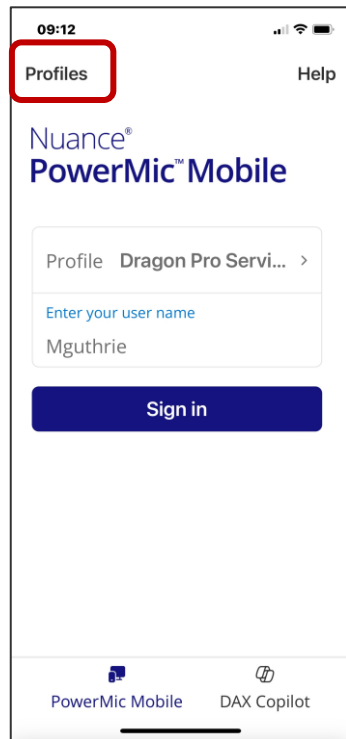 09:12
Profiles Help
Nuance®
PowerMic™ Mobile
Profile Dragon Pro Servi... >
Enter your user name
Mguthrie
Sign in
PowerMic Mobile DAX Copilot